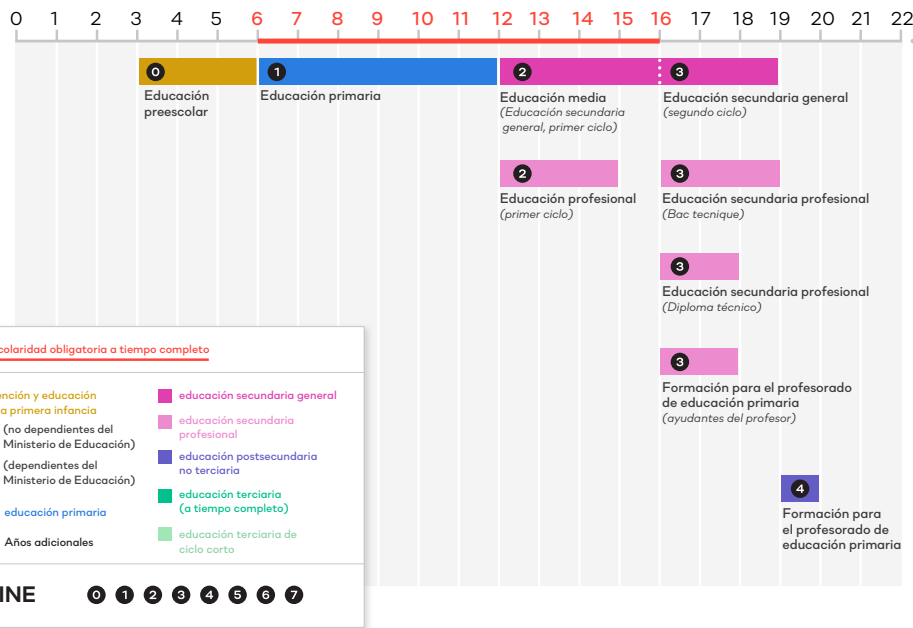 0 1 2 3 4 5 6 7 8 9 10 11 12 13 14 15 16 17 18 19 20 21 22
0
Educación
preescolar
1
Educación primaria
2
Educación media
(Educación secundaria
general, primer ciclo)
3
Educación secundaria general
(segundo ciclo)
2
Educación profesional
(primer ciclo)
3
Educación secundaria profesional
(Bac tecnique)
3
Educación secundaria profesional
(Diploma técnico)
3
Formación para el profesorado
de educación primaria
(ayudantes del profesor)
4
Formación para
el profesorado de
educación primaria
colaridad obligatoria a tiempo completo
ención y educación
a primera infancia
(no dependientes del
Ministerio de Educación)
(dependientes del
Ministerio de Educación)
educación primaria
Años adicionales
educación secundaria general
educación secundaria
profesional
educación postsecundaria
no terciaria
educación terciaria
(a tiempo completo)
educación terciaria de
ciclo corto
INE 0 1 2 3 4 5 6 7